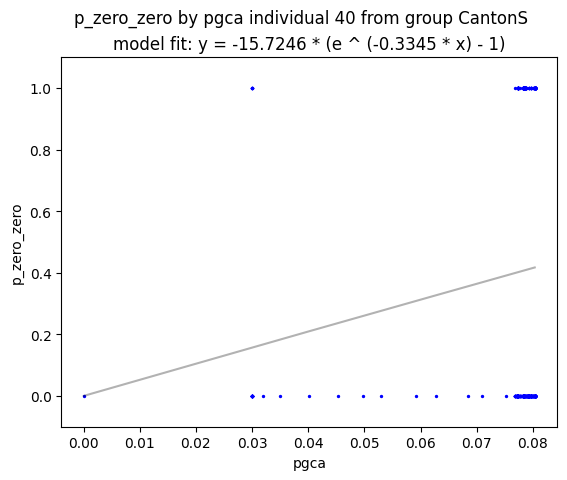 p_zero_zero by pgca individual 40 from group CantonS
model fit: y = -15.7246 * (e ^ (-0.3345 * x) - 1)
1.0
0.8
0.6
0.4
0.2
0.0
p_zero_zero
0.00 0.01 0.02 0.03 0.04 0.05 0.06 0.07 0.08
pgca